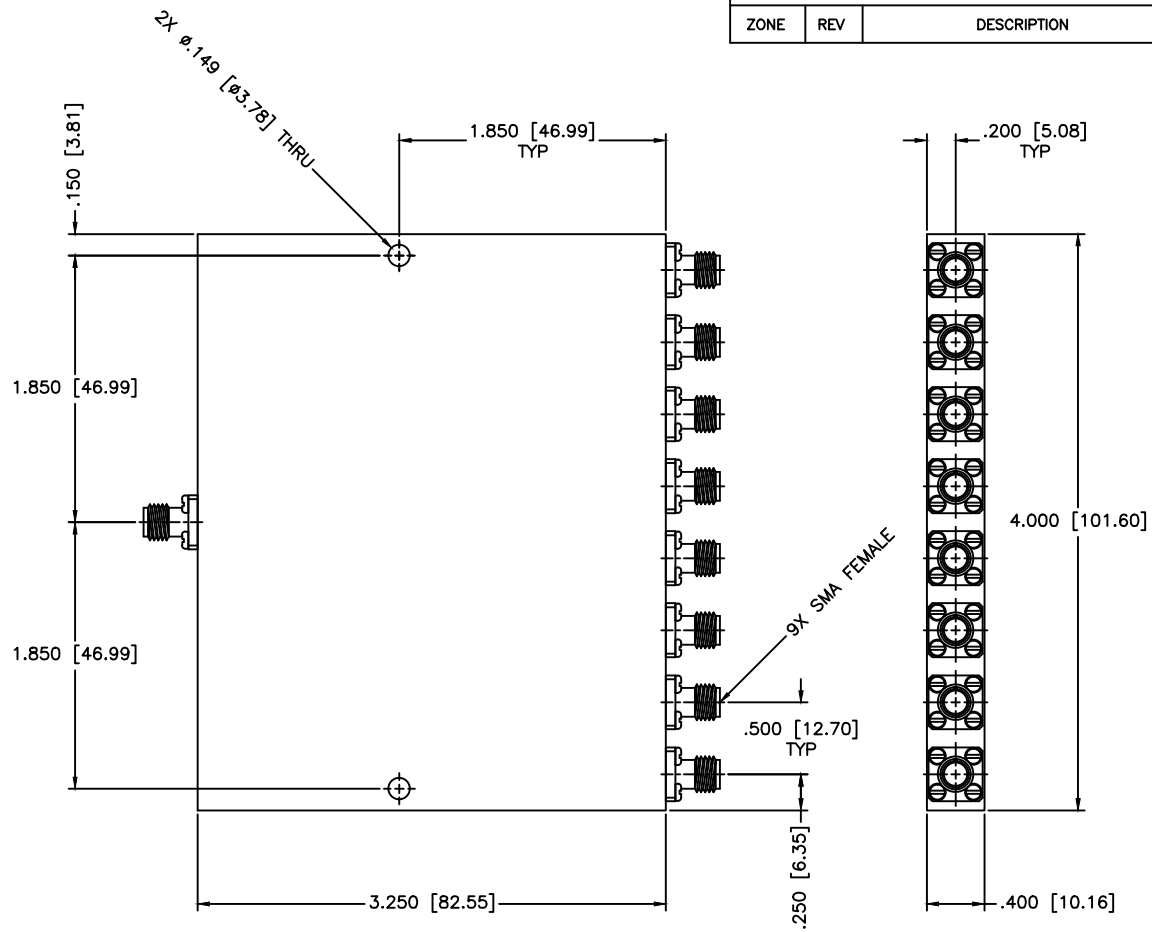 ZONE REV DESCRIPTION
2X ø.149 [ø3.78] THRU
.150 [3.81]
1.850 [46.99]
TYP
.200 [5.08]
TYP
1.850 [46.99]
4.000 [101.60]
9X SMA FEMALE
1.850 [46.99]
.500 [12.70]
TYP
.250 [6.35]
3.250 [82.55]
.400 [10.16]